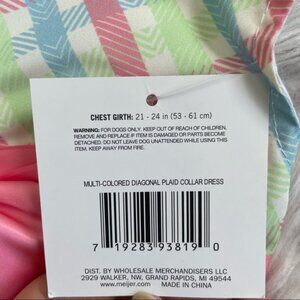 CHEST GIRTH: 21 - 24 in (53 - 61 cm)
WARNING: FOR DOGS ONLY. KEEP OUT OF REACH OF CHILDREN.
REMOVE AND REPLACE IF ITEM IS DAMAGED OR PARTS BECOME
DETACHED. DO NOT LEAVE DOG UNATTENDED WHILE USING THIS
ITEM. KEEP AWAY FROM FIRE.
MULTI-COLORED DIAGONAL PLAID COLLAR DRESS
7 19283 93819 0
DIST. BY WHOLESALE MERCHANDISERS LLC
2929 WALKER, NW, GRAND RAPIDS, MI 49544
www.meijer.com
MADE IN CHINA